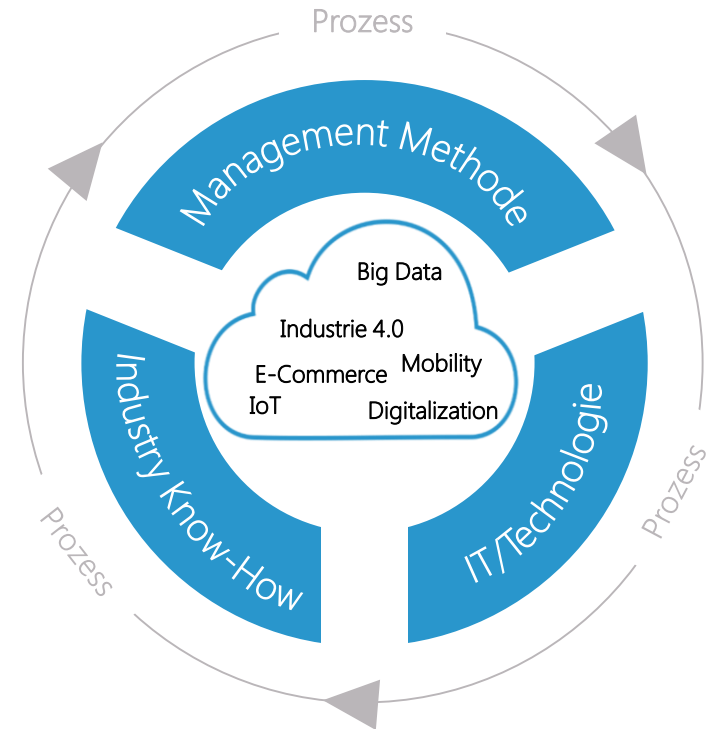 Prozess
Management Methode
Big Data
Industrie 4.0
Mobility
E-Commerce
IoT
Digitalization
Industry Know-How
IT/Technologie
Prozess
Prozess